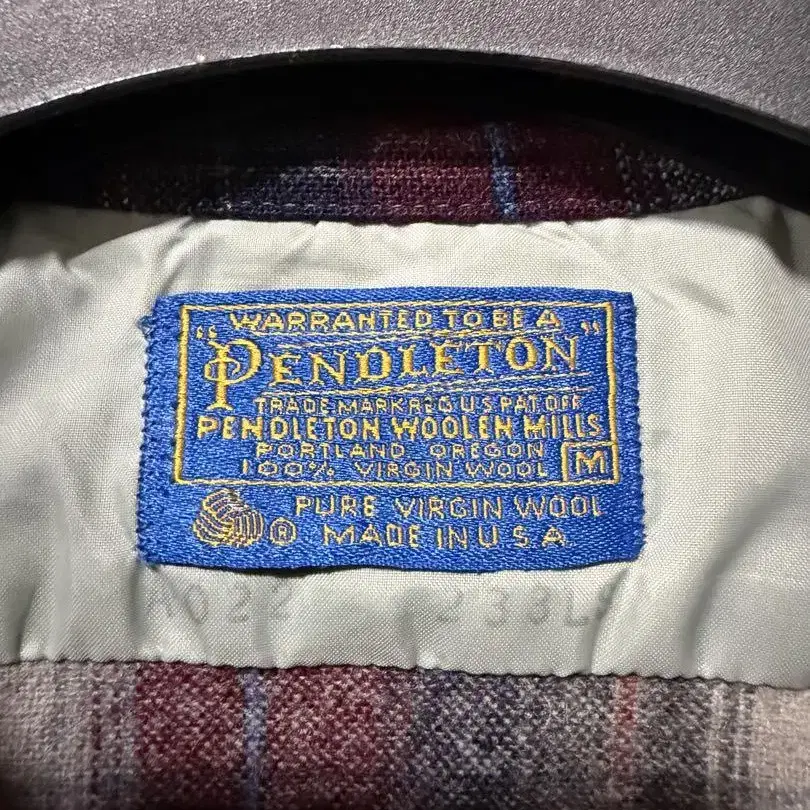 WARRANTED TO BE A
"PENDLETON"
TRADE MARK REG US PAT OFF
PENDLETON WOOLEN MILLS
PORTLAND, OREGON
100% VIRGIN WOOL M
® PURE VIRGIN WOOL
MADE IN U S A
A022